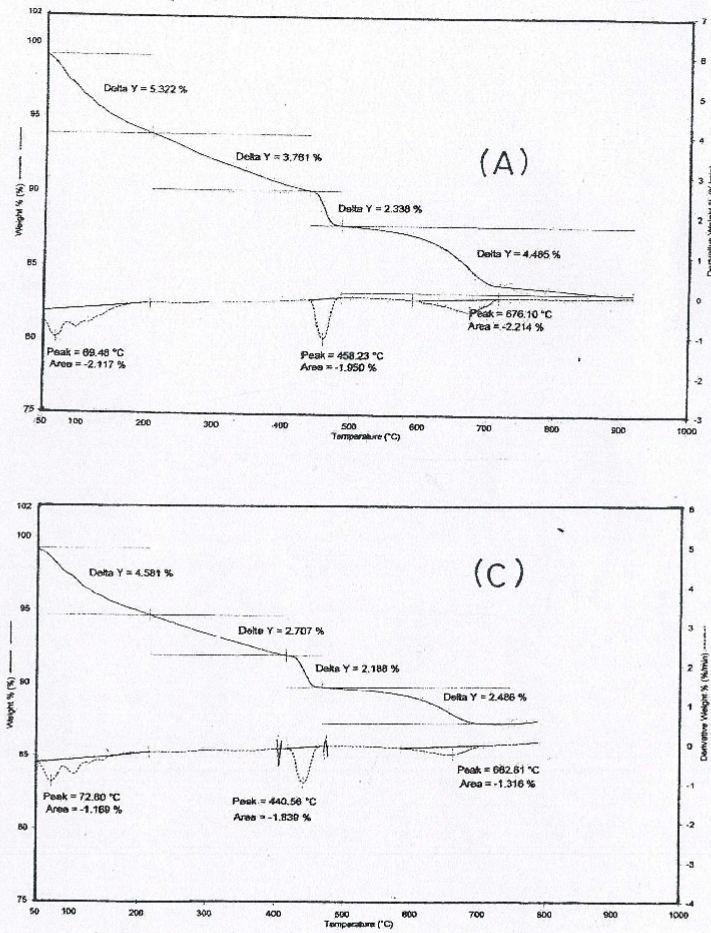 102
7
100
6
Delta Y = 5.322 %
5
95
4
Delta Y = 3.761 %
(A)
3
90
Delta Y = 2.338 %
2
Weight % (%)
Derivative Weight %
85
Delta Y = 4.485 %
1
0
80
Peak = 676.10 °C
Area = -2.214 %
-1
Peak = 69.48 °C
Area = -2.117 %
Peak = 458.23 °C
Area = -1.950 %
-2
75
-3
50 100 200 300 400 500 600 700 800 900 1000
Temperature (°C)
102
6
100
5
Delta Y = 4.581 %
(C)
4
95
3
Delta Y = 2.707 %
2
Delta Y = 2.188 %
90
Weight % (%)
Derivative Weight % (%/min)
Delta Y = 2.486 %
1
85
0
Peak = 72.60 °C
Area = -1.169 %
Peak = 440.56 °C
Area = -1.839 %
Peak = 662.61 °C
Area = -1.316 %
-1
80
-2
-3
75
-4
50 100 200 300 400 500 600 700 800 900 1000
Temperature (°C)